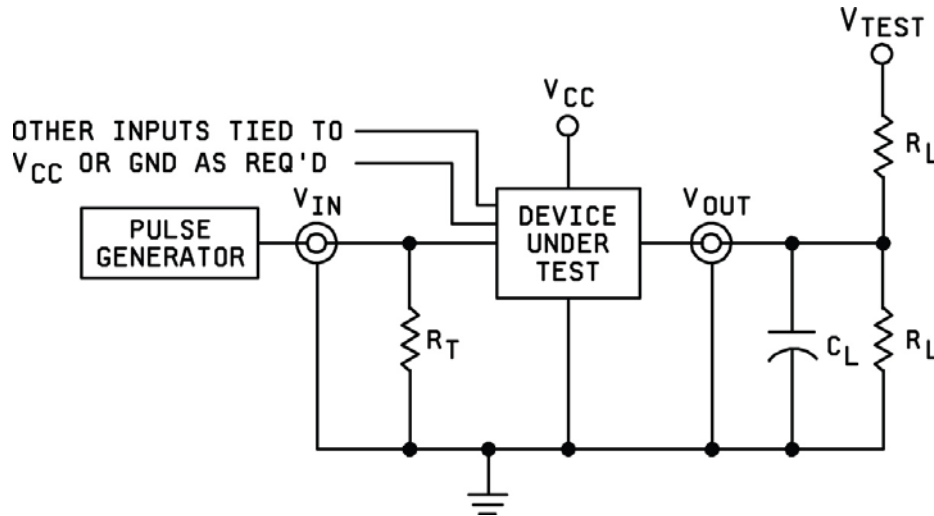 VTEST
VCC
OTHER INPUTS TIED TO
VCC OR GND AS REQ'D
RL
VIN
VOUT
PULSE
GENERATOR
DEVICE
UNDER
TEST
RT
CL
RL